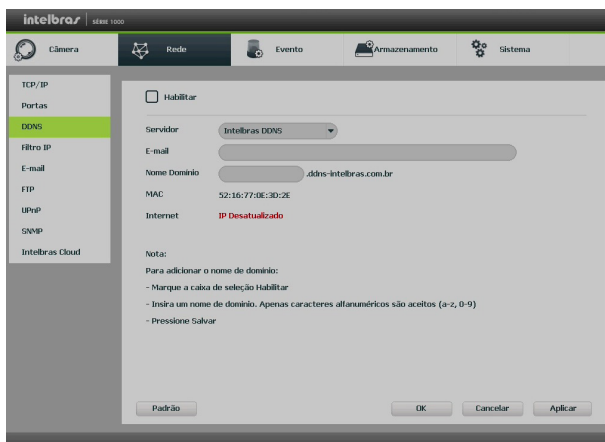 intelbras SÉRIE 1000
Câmera Rede Evento Armazenamento Sistema
TCP/IP
Portas
DDNS
Filtro IP
E-mail
FTP
UPnP
SNMP
Intelbras Cloud
Habilitar
Servidor Intelbras DDNS
E-mail
Nome Domínio .ddns-intelbras.com.br
MAC 52:16:77:0E:3D:2E
Internet IP Desatualizado
Nota:
Para adicionar o nome de domínio:
- Marque a caixa de seleção Habilitar
- Insira um nome de domínio. Apenas caracteres alfanuméricos são aceitos (a-z, 0-9)
- Pressione Salvar
Padrão OK Cancelar Aplicar